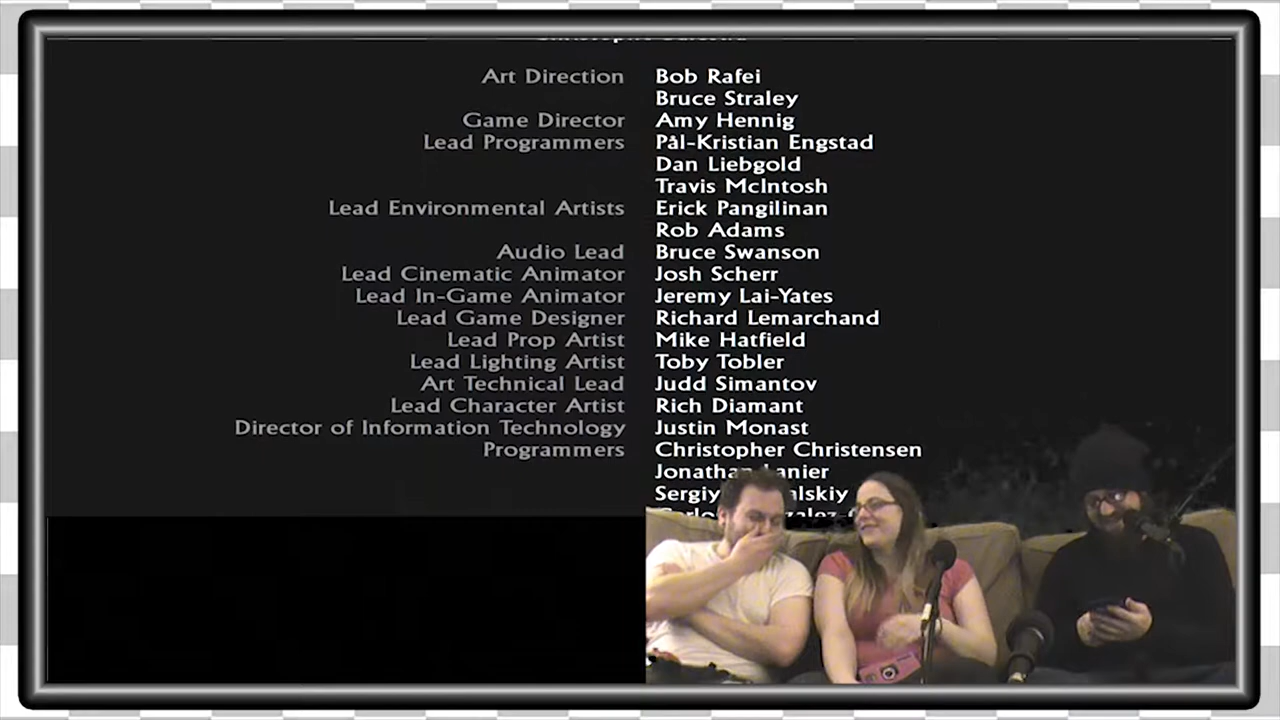 Art Direction Bob Rafei
Bruce Straley
Game Director Amy Hennig
Lead Programmers Pål-Kristian Engstad
Dan Liebgold
Travis McIntosh
Lead Environmental Artists Erick Pangilinan
Rob Adams
Audio Lead Bruce Swanson
Lead Cinematic Animator Josh Scherr
Lead In-Game Animator Jeremy Lai-Yates
Lead Game Designer Richard Lemarchand
Lead Prop Artist Mike Hatfield
Lead Lighting Artist Toby Tobler
Art Technical Lead Judd Simantov
Lead Character Artist Rich Diamant
Director of Information Technology Justin Monast
Programmers Christopher Christensen
Jonathan Lanier
Sergiy